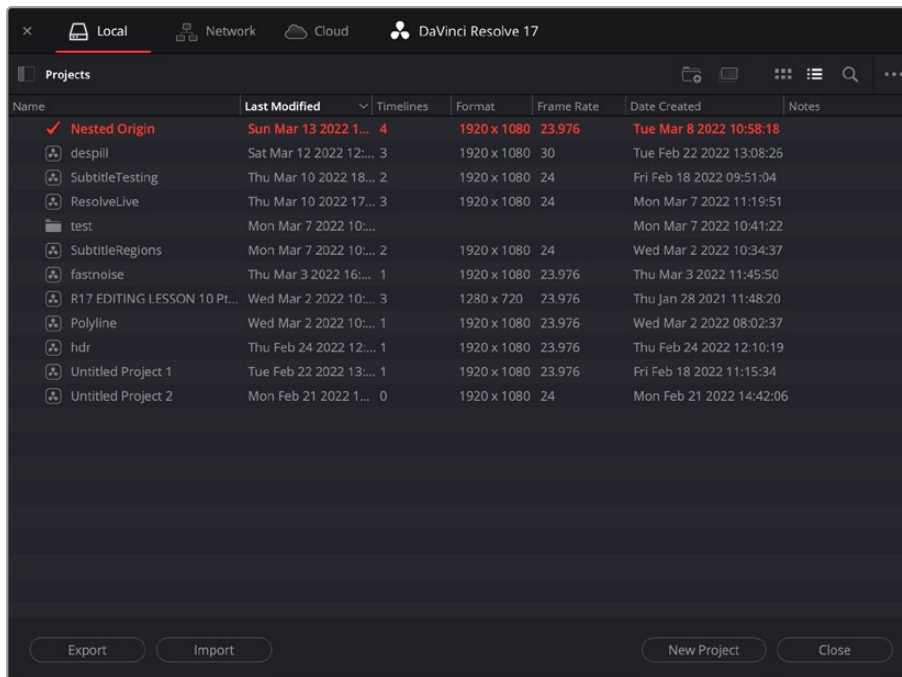 Local Network Cloud DaVinci Resolve 17
Projects
Name Last Modified Timelines Format Frame Rate Date Created Notes
Nested Origin Sun Mar 13 2022 1... 4 1920 x 1080 23.976 Tue Mar 8 2022 10:58:18
despill Sat Mar 12 2022 12:... 3 1920 x 1080 30 Tue Feb 22 2022 13:08:26
SubtitleTesting Thu Mar 10 2022 18... 2 1920 x 1080 24 Fri Feb 18 2022 09:51:04
ResolveLive Thu Mar 10 2022 17... 3 1920 x 1080 24 Mon Mar 7 2022 11:19:51
test Mon Mar 7 2022 10:... Mon Mar 7 2022 10:41:22
SubtitleRegions Mon Mar 7 2022 10:... 2 1920 x 1080 24 Wed Mar 2 2022 10:34:37
fastnoise Thu Mar 3 2022 16:... 1 1920 x 1080 23.976 Thu Mar 3 2022 11:45:50
R17 EDITING LESSON 10 Pt... Wed Mar 2 2022 10:... 3 1280 x 720 23.976 Thu Jan 28 2021 11:48:20
Polyline Wed Mar 2 2022 10:... 1 1920 x 1080 23.976 Wed Mar 2 2022 08:02:37
hdr Thu Feb 24 2022 12:... 1 1920 x 1080 23.976 Thu Feb 24 2022 12:10:19
Untitled Project 1 Tue Feb 22 2022 13:... 1 1920 x 1080 23.976 Fri Feb 18 2022 11:15:34
Untitled Project 2 Mon Feb 21 2022 1... 0 1920 x 1080 24 Mon Feb 21 2022 14:42:06
Export Import New Project Close